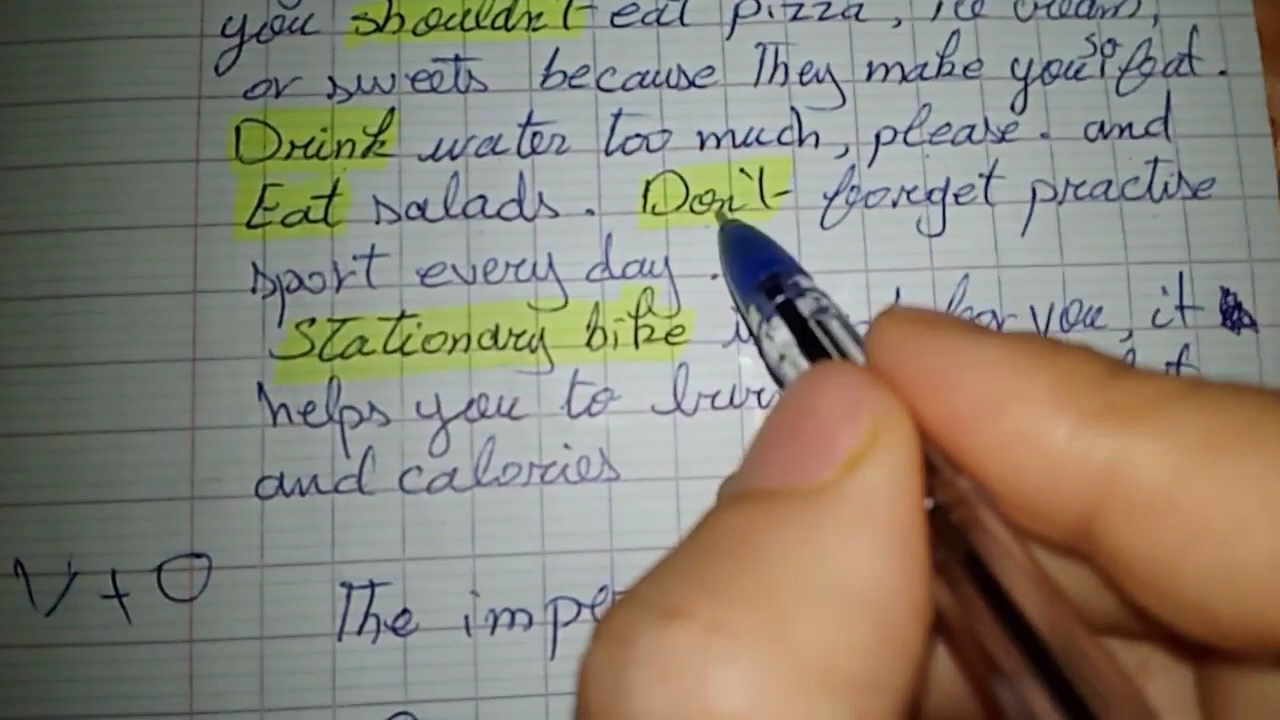 you shouldn't eat pizza, ice cream,
or sweets because They make you so fat.
Drink water too much, please. and
Eat salads. Don't forget practise
sport every day.
Stationary bike for you, it
helps you to
and calories
V + O
The